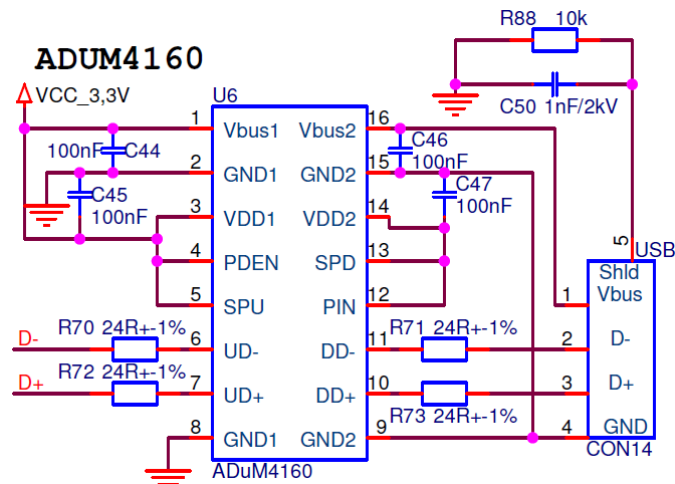 R88 10k
ADUM4160
VCC_3,3V
U6
C50 1nF/2kV
1 Vbus1 Vbus2 16
C46
100nF C44
100nF
2 GND1 GND2 15
C45
C47
100nF
100nF
3 VDD1 VDD2 14
5
USB
4 PDEN SPD 13
Shld
1 Vbus
5 SPU PIN 12
D- R70 24R+-1%
R71 24R+-1%
6 UD- DD- 11
2 D-
D+ R72 24R+-1%
7 UD+ DD+ 10
3 D+
R73 24R+-1%
8 GND1 GND2 9
4 GND
CON14
ADuM4160